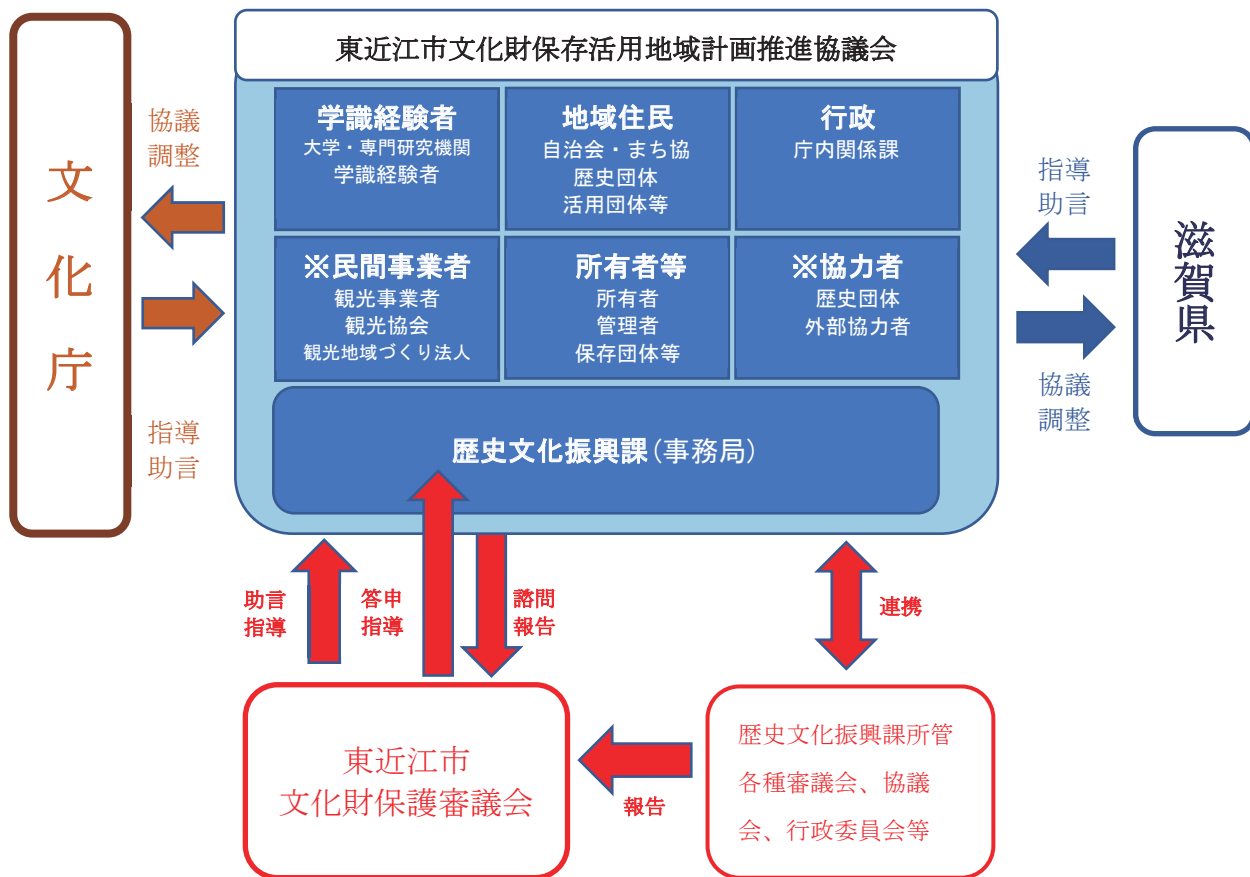 東近江市文化財保存活用地域計画推進協議会
文
化
庁
協議
調整
指導
助言
学識経験者
大学・専門研究機関
学識経験者
地域住民
自治会・まち協
歴史団体
活用団体等
行政
庁内関係課
※民間事業者
観光事業者
観光協会
観光地域づくり法人
所有者等
所有者
管理者
保存団体等
※協力者
歴史団体
外部協力者
歴史文化振興課(事務局)
指導
助言
協議
調整
滋賀県
助言
指導
答申
指導
諮問
報告
連携
東近江市
文化財保護審議会
報告
歴史文化振興課所管
各種審議会、協議
会、行政委員会等